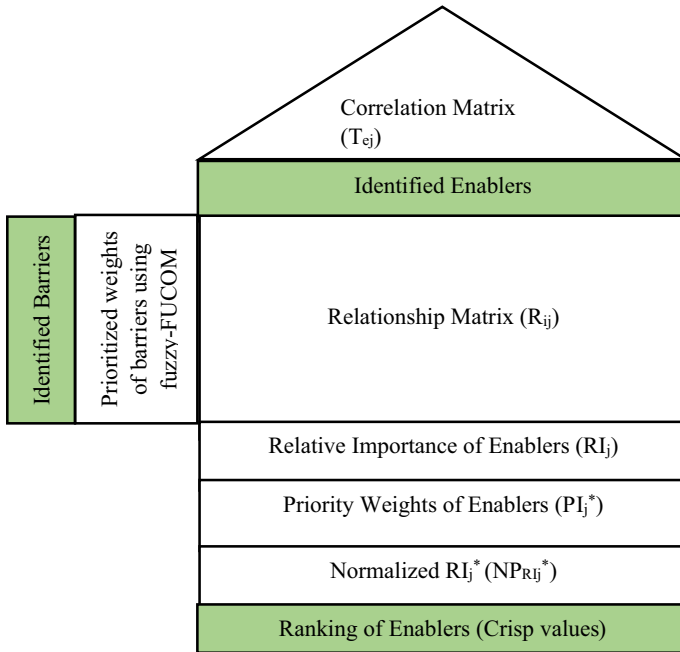 Correlation Matrix
(Tej)
Identified Enablers
Identified Barriers
Prioritized weights
of barriers using
fuzzy-FUCOM
Relationship Matrix (Rij)
Relative Importance of Enablers (RIj)
Priority Weights of Enablers (PIj*)
Normalized RIj* (NPRIj*)
Ranking of Enablers (Crisp values)